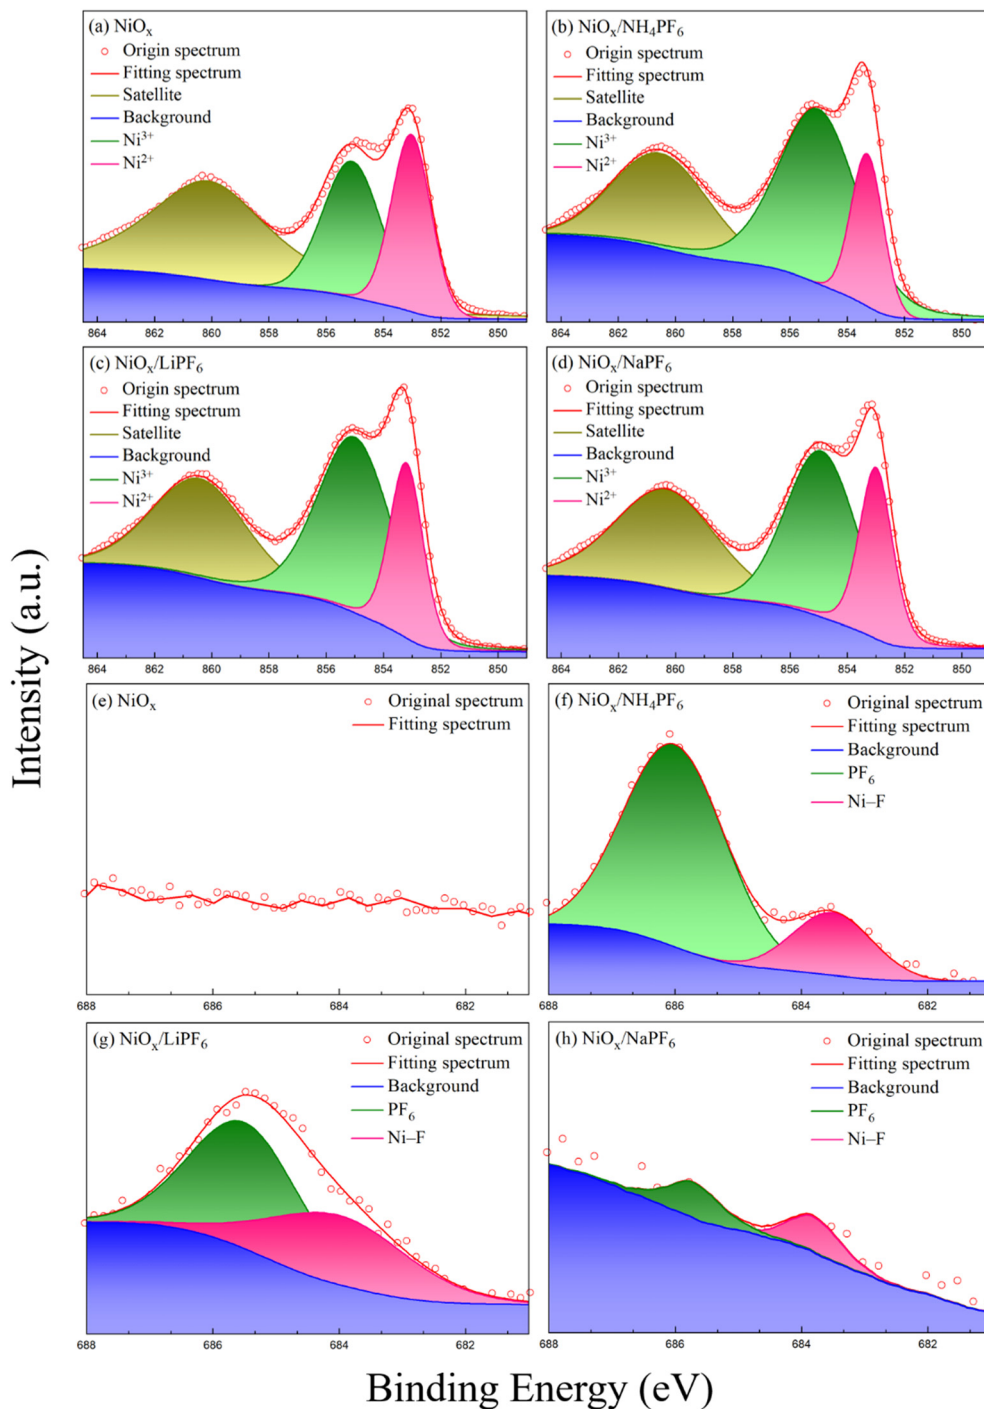 (a) NiOₓ
Origin spectrum
Fitting spectrum
Satellite
Background
Ni³⁺
Ni²⁺
864 862 860 858 856 854 852 850
(b) NiOₓ/NH₄PF₆
Origin spectrum
Fitting spectrum
Satellite
Background
Ni³⁺
Ni²⁺
864 862 860 858 856 854 852 850
(c) NiOₓ/LiPF₆
Origin spectrum
Fitting spectrum
Satellite
Background
Ni³⁺
Ni²⁺
864 862 860 858 856 854 852 850
(d) NiOₓ/NaPF₆
Origin spectrum
Fitting spectrum
Satellite
Background
Ni³⁺
Ni²⁺
864 862 860 858 856 854 852 850
Intensity (a.u.)
(e) NiOₓ
Original spectrum
Fitting spectrum
688 686 684 682
(f) NiOₓ/NH₄PF₆
Original spectrum
Fitting spectrum
Background
PF₆
Ni–F
688 686 684 682
(g) NiOₓ/LiPF₆
Original spectrum
Fitting spectrum
Background
PF₆
Ni–F
688 686 684 682
(h) NiOₓ/NaPF₆
Original spectrum
Fitting spectrum
Background
PF₆
Ni–F
688 686 684 682
Binding Energy (eV)